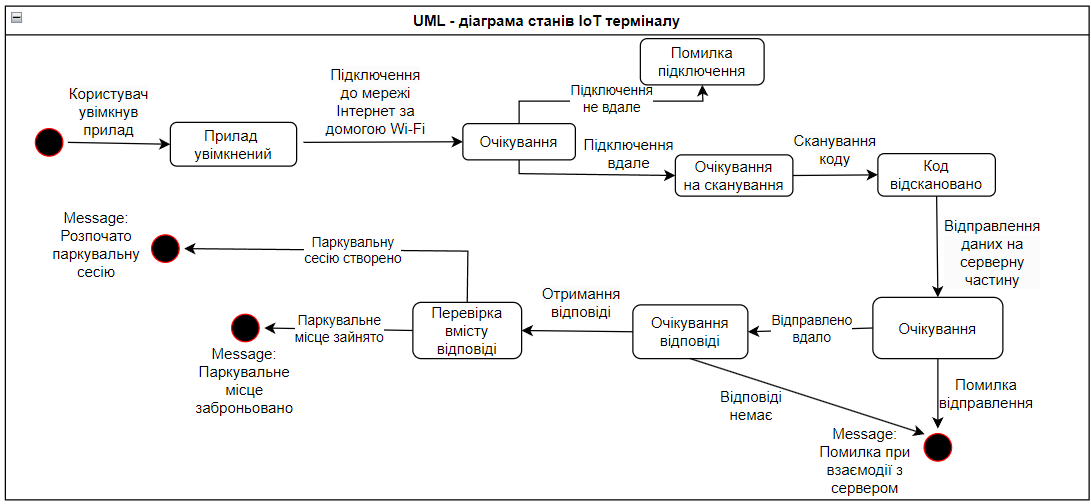 UML - діаграма станів IoT терміналу
Помилка
підключення
Підключення
до мережі
Інтернет за
домогою Wi-Fi
Підключення
не вдале
Користувач
увімкнув
прилад
Прилад
увімкнений
Очікування
Підключення
вдале
Сканування
коду
Очікування
на сканування
Код
відскановано
Message:
Розпочато
паркувальну
сесію
Паркувальну
сесію створено
Відправлення
даних на
серверну
частину
Отримання
відповіді
Перевірка
вмісту
відповіді
Паркувальне
місце зайнято
Очікування
відповіді
Відправлено
вдало
Очікування
Message:
Паркувальне
місце
заброньовано
Відповіді
немає
Помилка
відправлення
Message:
Помилка при
взаємодії з
сервером